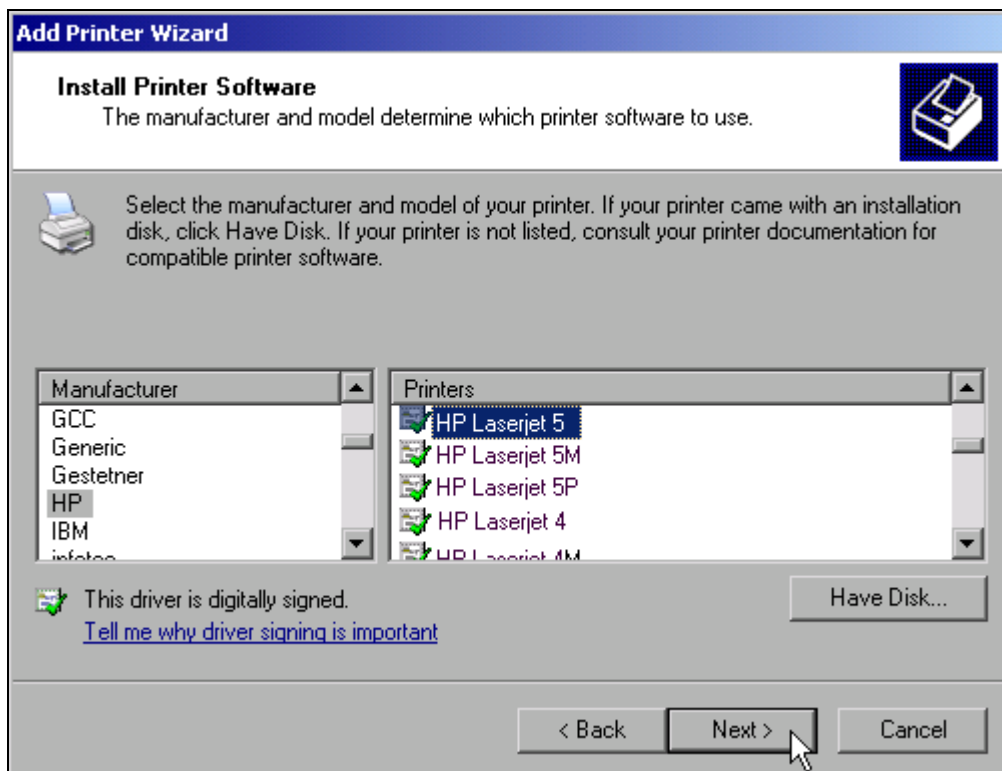 Add Printer Wizard
Install Printer Software
The manufacturer and model determine which printer software to use.
Select the manufacturer and model of your printer. If your printer came with an installation
disk, click Have Disk. If your printer is not listed, consult your printer documentation for
compatible printer software.
Manufacturer
GCC
Generic
Gestetner
HP
IBM
infotec
Printers
HP Laserjet 5
HP Laserjet 5M
HP Laserjet 5P
HP Laserjet 4
HP Laserjet 4M
This driver is digitally signed.
Tell me why driver signing is important
Have Disk...
< Back
Next >
Cancel